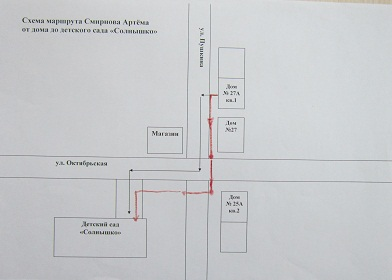 Схема маршрута Смирнова Артёма
от дома до детского сада «Солнышко»
ул. Пушкина
Дом
№ 27А
кв.1
Дом
№27
Магазин
ул. Октябрьская
Дом
№ 25А
кв.2
Детский сад
«Солнышко»